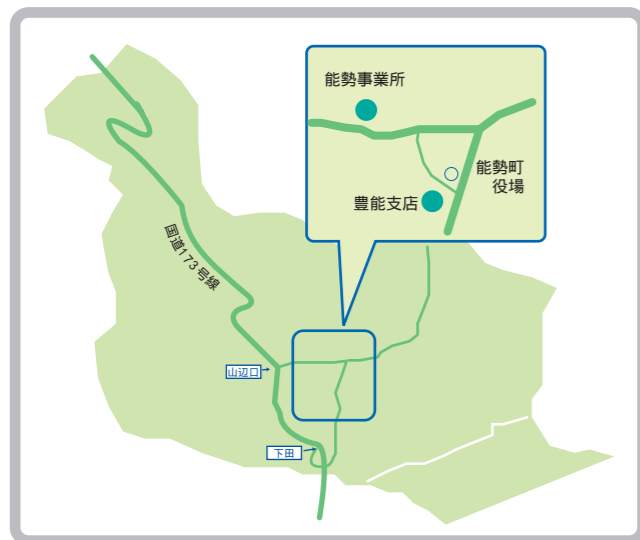 能勢事業所
能勢町
役場
豊能支店
国道173号線
山辺口
下田